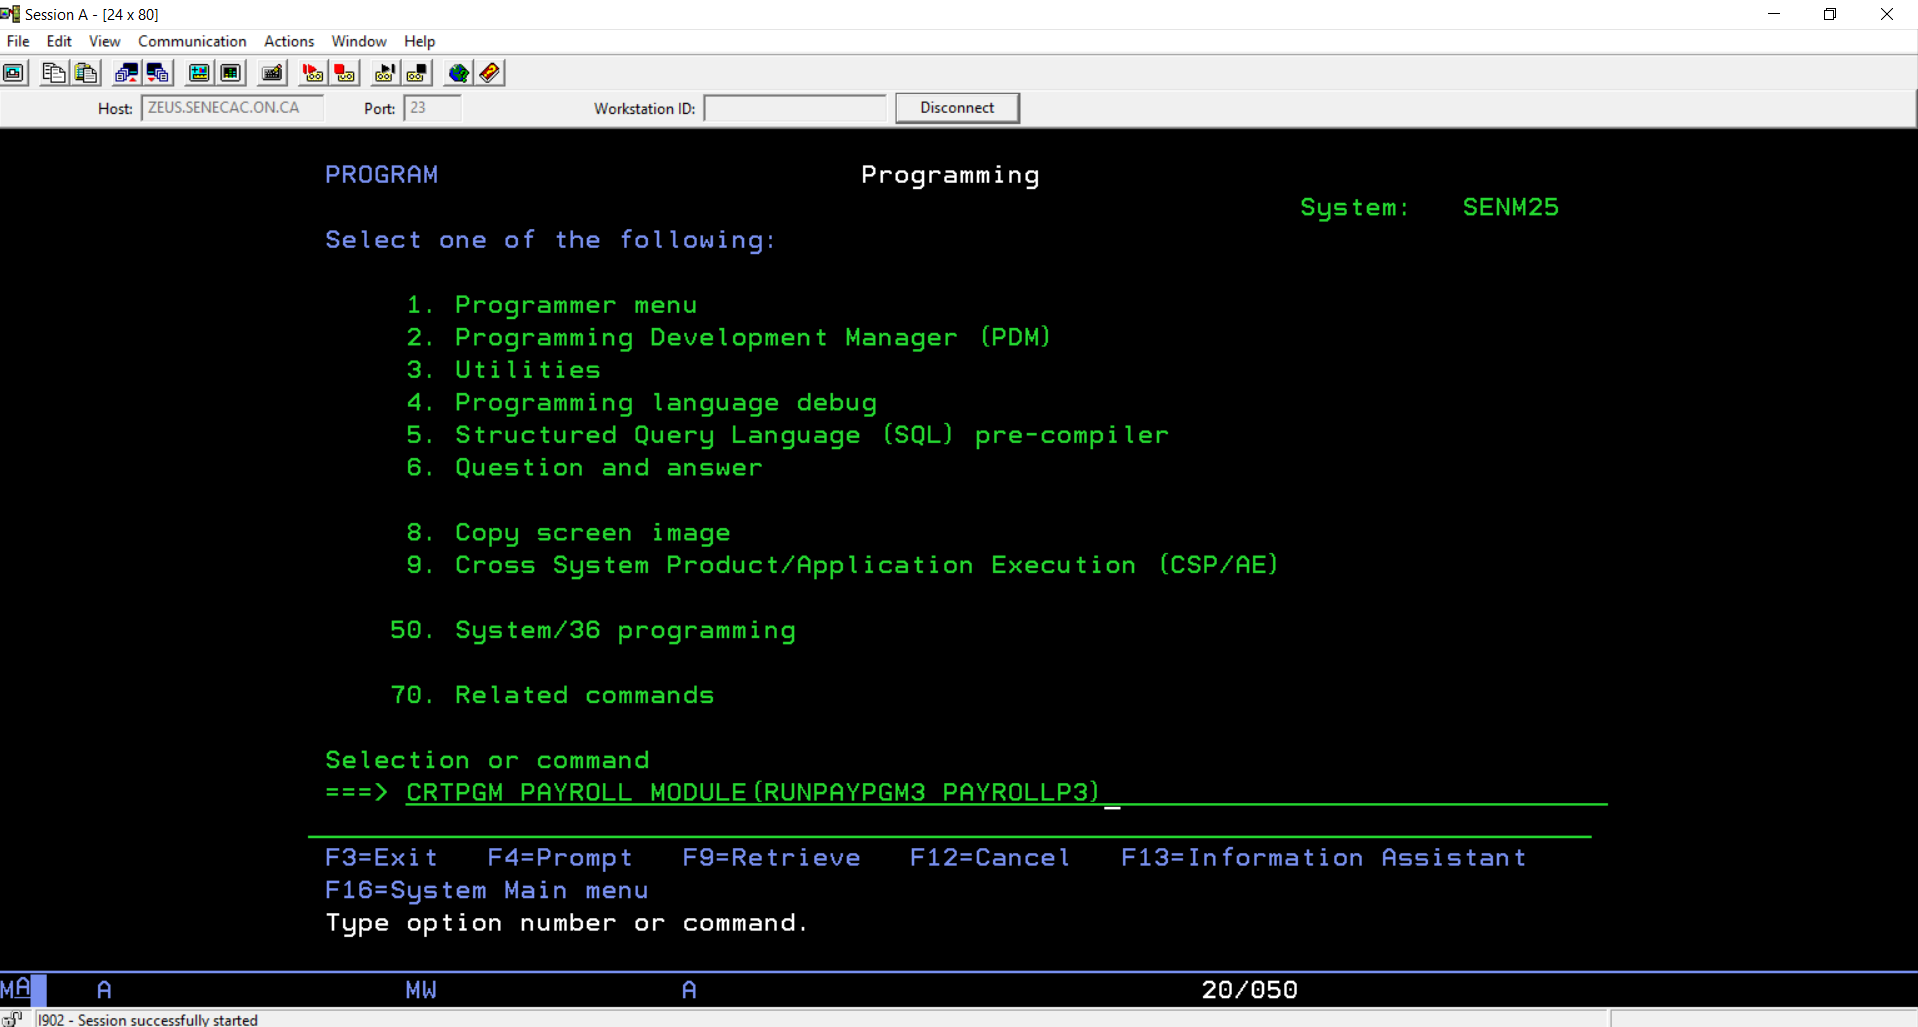 Session A - [24 x 80]
File Edit View Communication Actions Window Help
Host: ZEUS.SENECAC.ON.CA Port: 23 Workstation ID: Disconnect
PROGRAM Programming
System: SENM25
Select one of the following:
1. Programmer menu
2. Programming Development Manager (PDM)
3. Utilities
4. Programming language debug
5. Structured Query Language (SQL) pre-compiler
6. Question and answer
8. Copy screen image
9. Cross System Product/Application Execution (CSP/AE)
50. System/36 programming
70. Related commands
Selection or command
===> CRTPGM PAYROLL MODULE(RUNPAYPGM3 PAYROLLP3)
F3=Exit F4=Prompt F9=Retrieve F12=Cancel F13=Information Assistant
F16=System Main menu
Type option number or command.
MA A MW A 20/050
I902 - Session successfully started